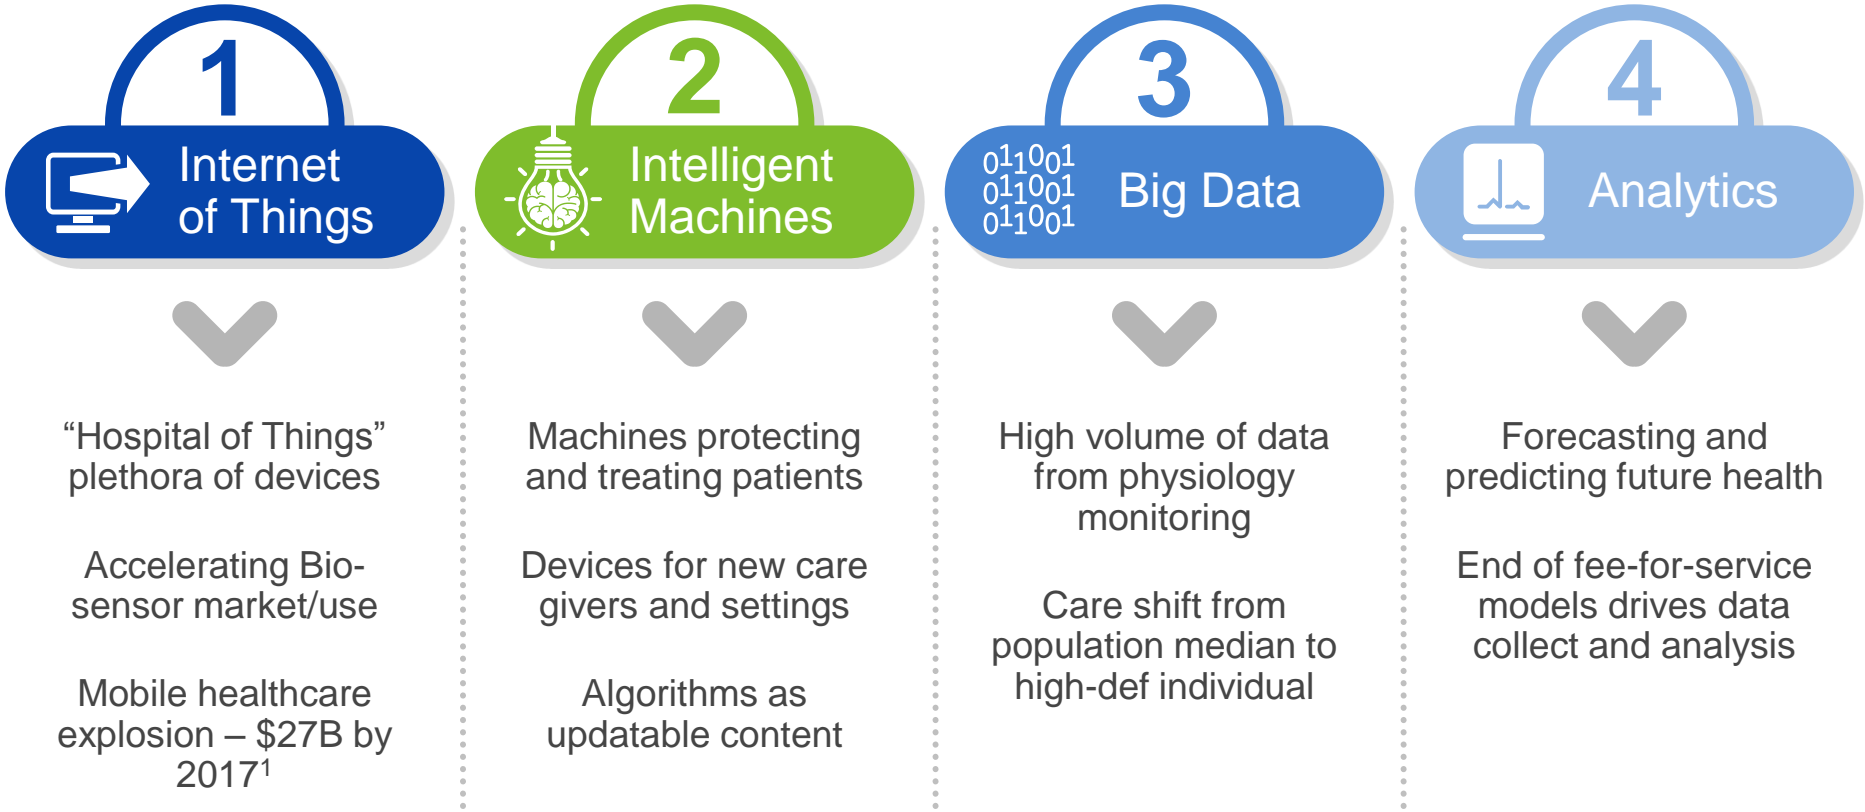 1
Internet
of Things
“Hospital of Things”
plethora of devices
Accelerating Bio-
sensor market/use
Mobile healthcare
explosion – $27B by
2017¹
2
Intelligent
Machines
Machines protecting
and treating patients
Devices for new care
givers and settings
Algorithms as
updatable content
3
011001
011001
011001
Big Data
High volume of data
from physiology
monitoring
Care shift from
population median to
high-def individual
4
Analytics
Forecasting and
predicting future health
End of fee-for-service
models drives data
collect and analysis